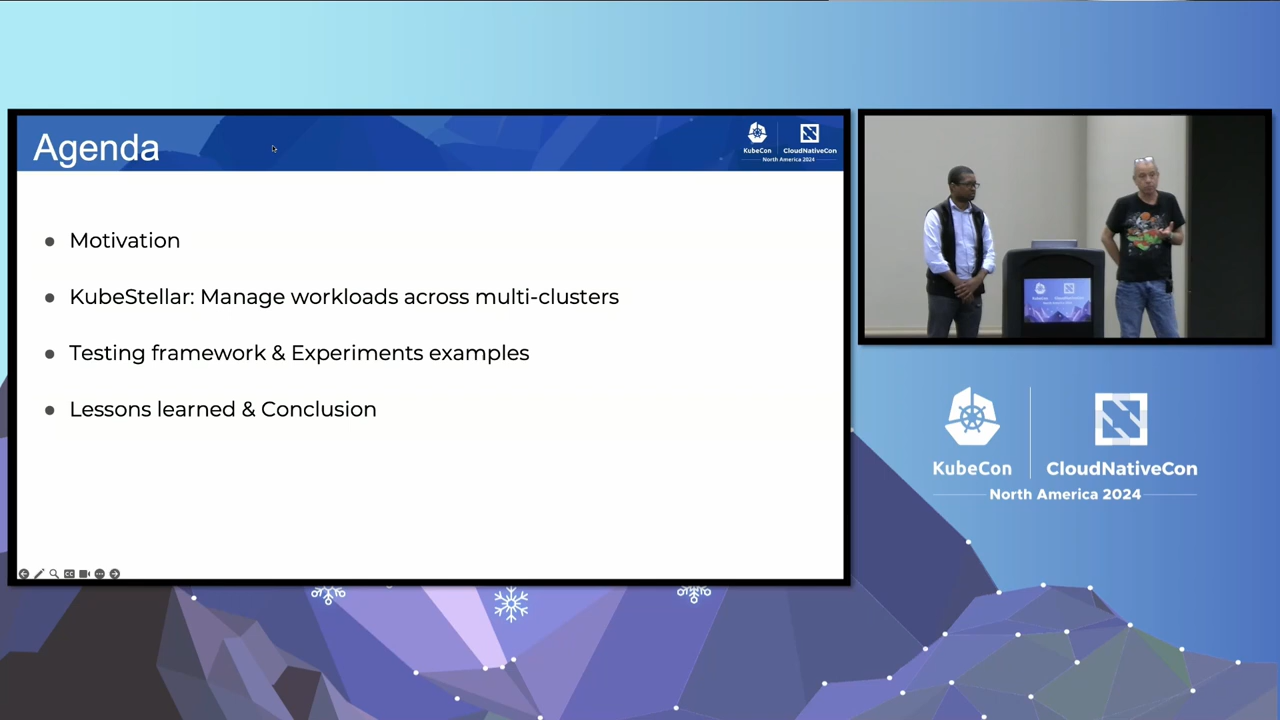 Agenda
KubeCon
CloudNativeCon
North America 2024
Motivation
KubeStellar: Manage workloads across multi-clusters
Testing framework & Experiments examples
Lessons learned & Conclusion
KubeCon
CloudNativeCon
North America 2024